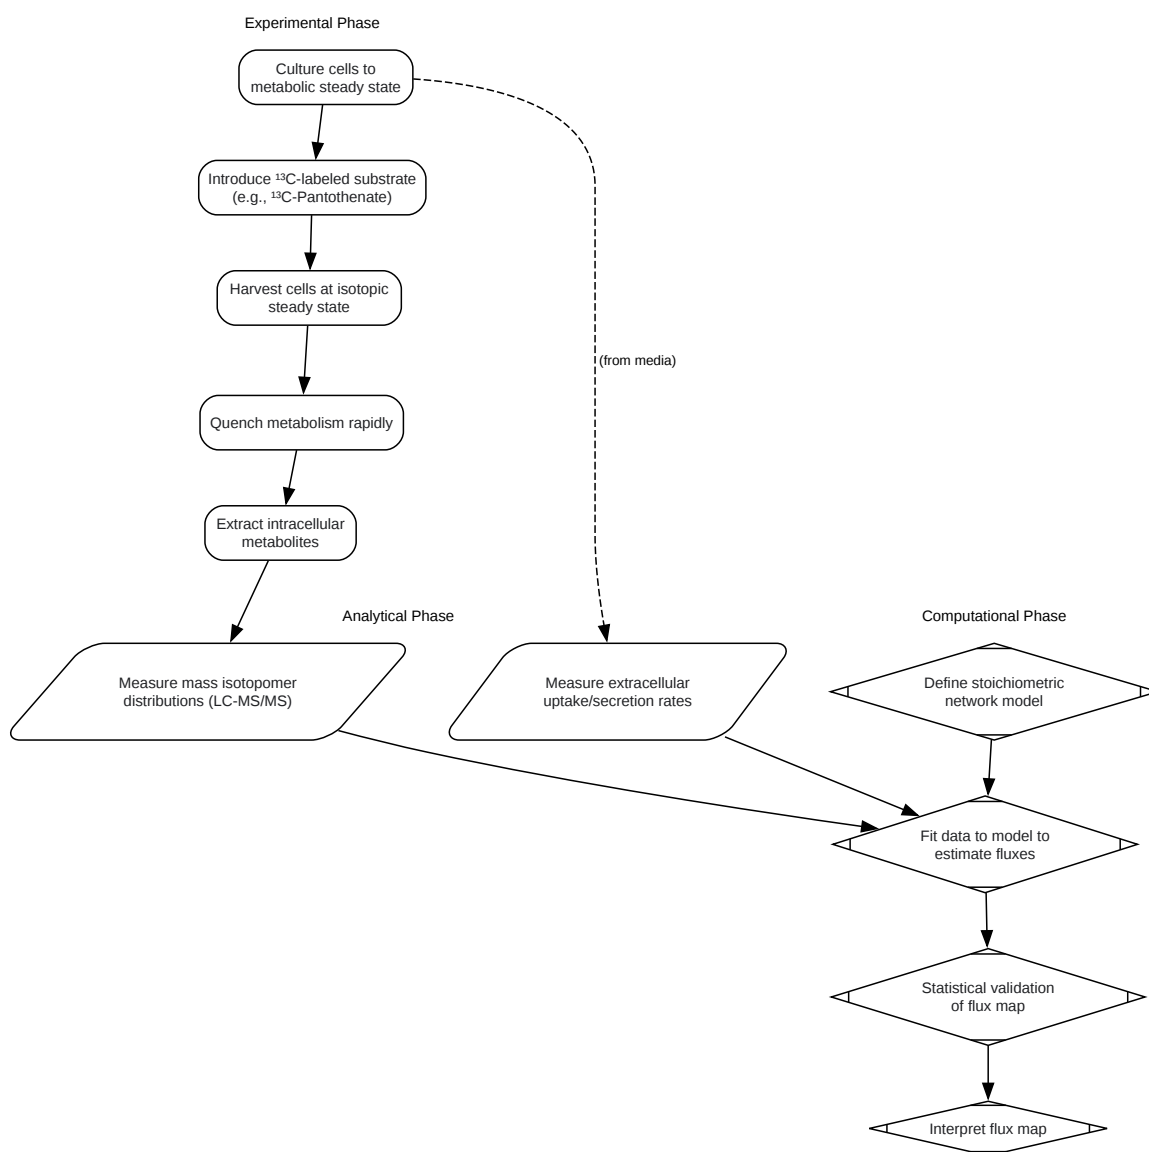 Experimental Phase
Culture cells to
metabolic steady state
Introduce ¹³C-labeled substrate
(e.g., ¹³C-Pantothenate)
Harvest cells at isotopic
steady state
(from media)
Quench metabolism rapidly
Extract intracellular
metabolites
Analytical Phase
Computational Phase
Measure mass isotopomer
distributions (LC-MS/MS)
Measure extracellular
uptake/secretion rates
Define stoichiometric
network model
Fit data to model to
estimate fluxes
Statistical validation
of flux map
Interpret flux map